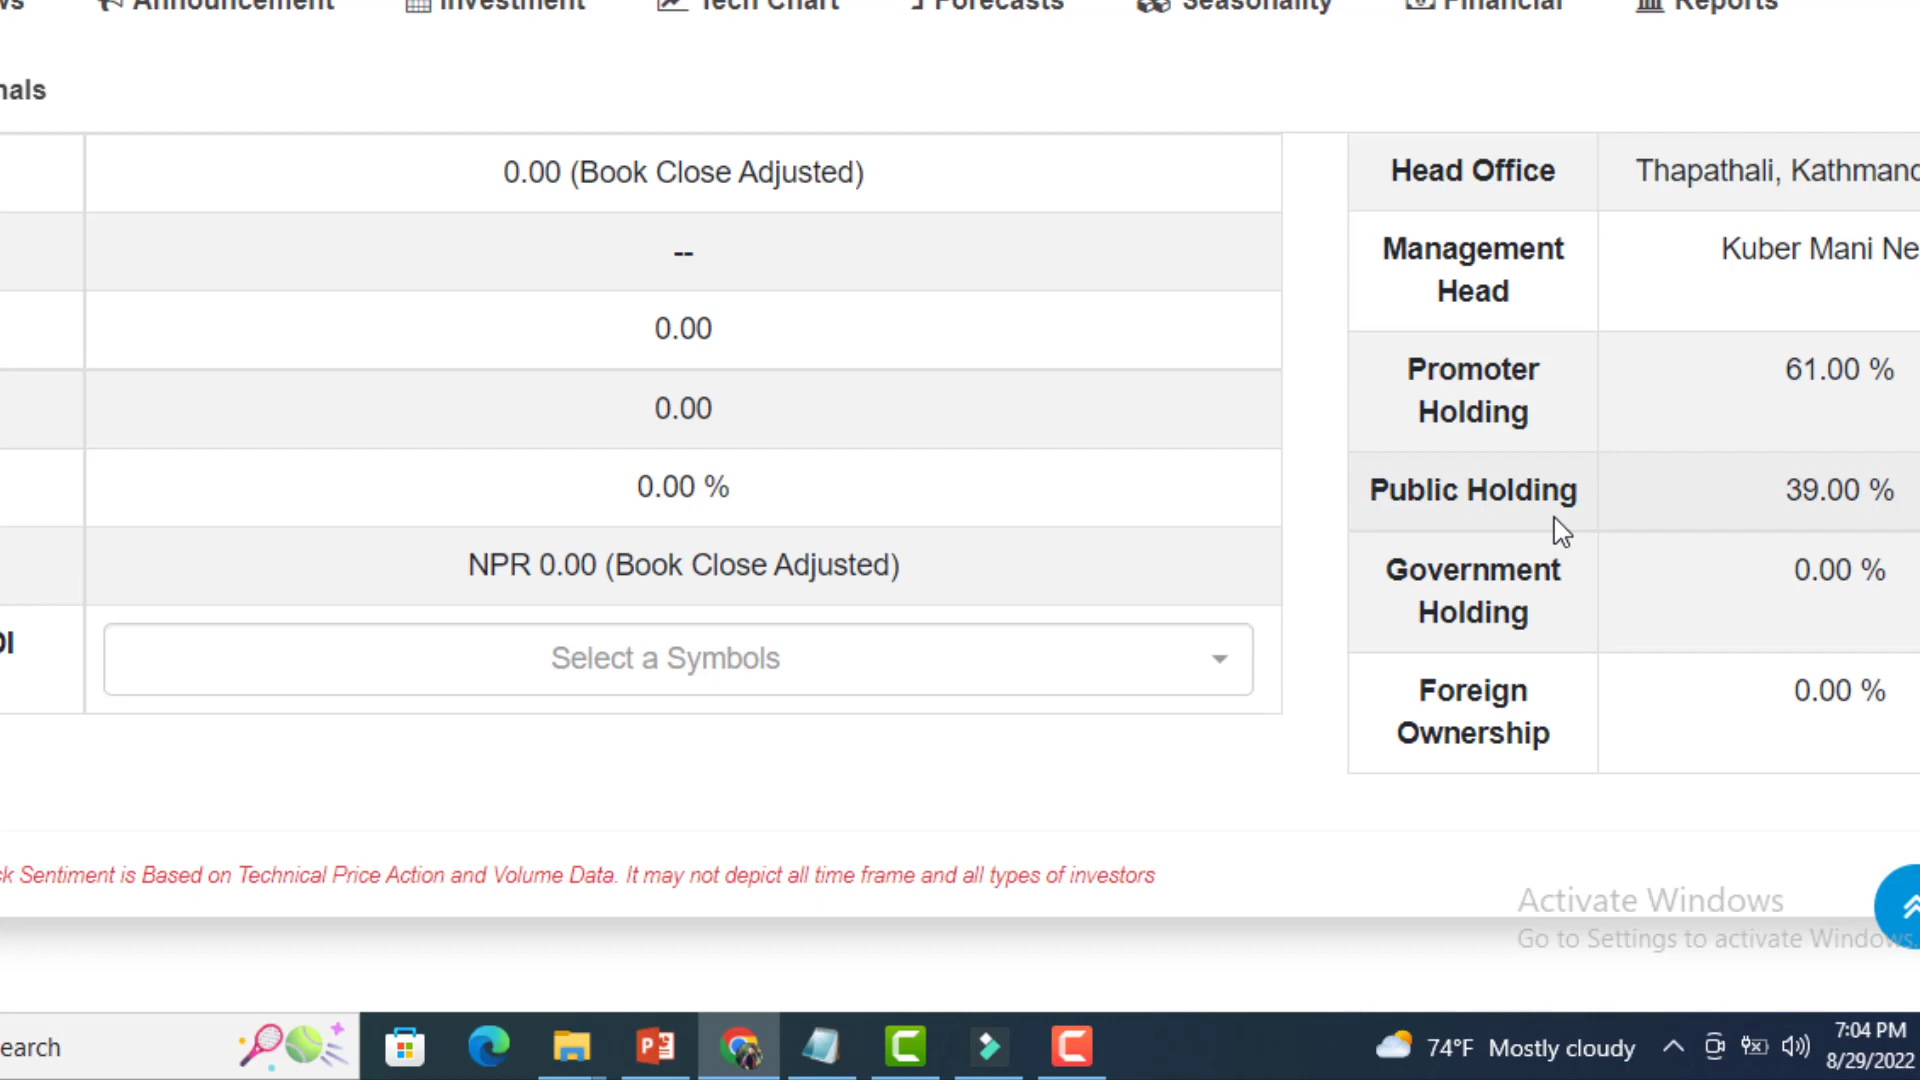 Announcement Investment Tech Chart Forecasts Seasonality Financial Reports
0.00 (Book Close Adjusted)
--
0.00
0.00
0.00 %
NPR 0.00 (Book Close Adjusted)
Select a Symbols
Head Office Thapathali,
Management Kuber Mani
Head
Promoter 61.00 %
Holding
Public Holding 39.00 %
Government 0.00 %
Holding
Foreign 0.00 %
Ownership
Sentiment is Based on Technical Price Action and Volume Data. It may not depict all time frame and all types of investors
Activate Windows
Go to Settings to activate Windows.
74°F Mostly cloudy
7:04 PM
8/29/2022